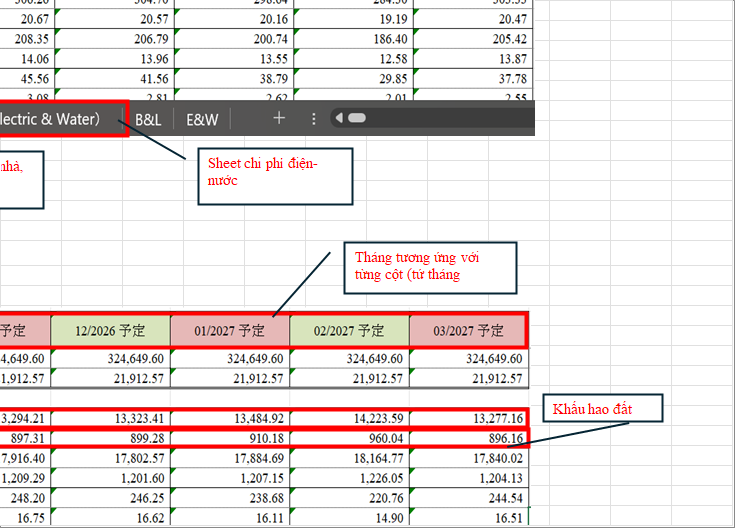 20.67 20.57 20.16 19.19 20.47
208.35 206.79 200.74 186.40 205.42
14.06 13.96 13.55 12.58 13.87
45.56 41.56 38.79 29.85 37.78
3.08 2.81 2.62 2.01 2.55
lectric & Water) B&L E&W + ⋮
Sheet chi phí điện-
nước
nhà,
Tháng tương ứng với
từng cột (từ tháng
予定 12/2026 予定 01/2027 予定 02/2027 予定 03/2027 予定
4,649.60 324,649.60 324,649.60 324,649.60 324,649.60
1,912.57 21,912.57 21,912.57 21,912.57 21,912.57
3,294.21 13,323.41 13,484.92 14,223.59 13,277.16
Khấu hao đất
897.31 899.28 910.18 960.04 896.16
7,916.40 17,802.57 17,884.69 18,164.77 17,840.02
1,209.29 1,201.60 1,207.15 1,226.05 1,204.13
248.20 246.25 238.68 220.76 244.54
16.75 16.62 16.11 14.90 16.51